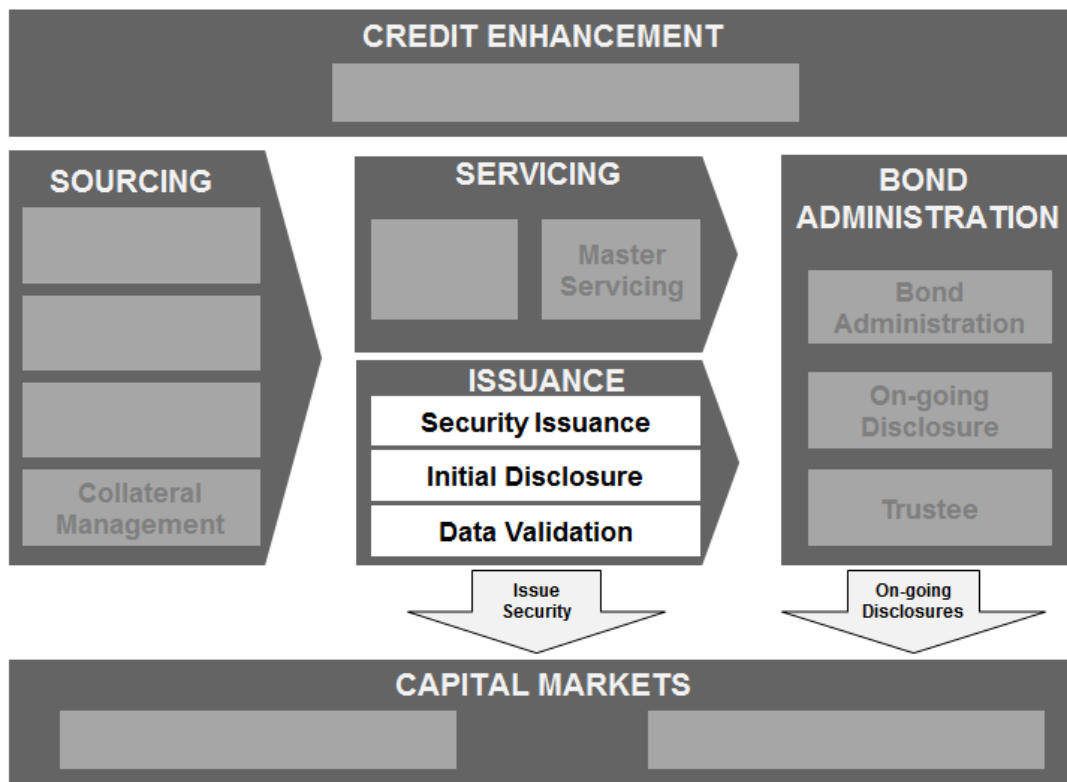 CREDIT ENHANCEMENT
SOURCING
Collateral
Management
SERVICING
Master
Servicing
ISSUANCE
Security Issuance
Initial Disclosure
Data Validation
BOND
ADMINISTRATION
Bond
Administration
On-going
Disclosure
Trustee
Issue
Security
On-going
Disclosures
CAPITAL MARKETS